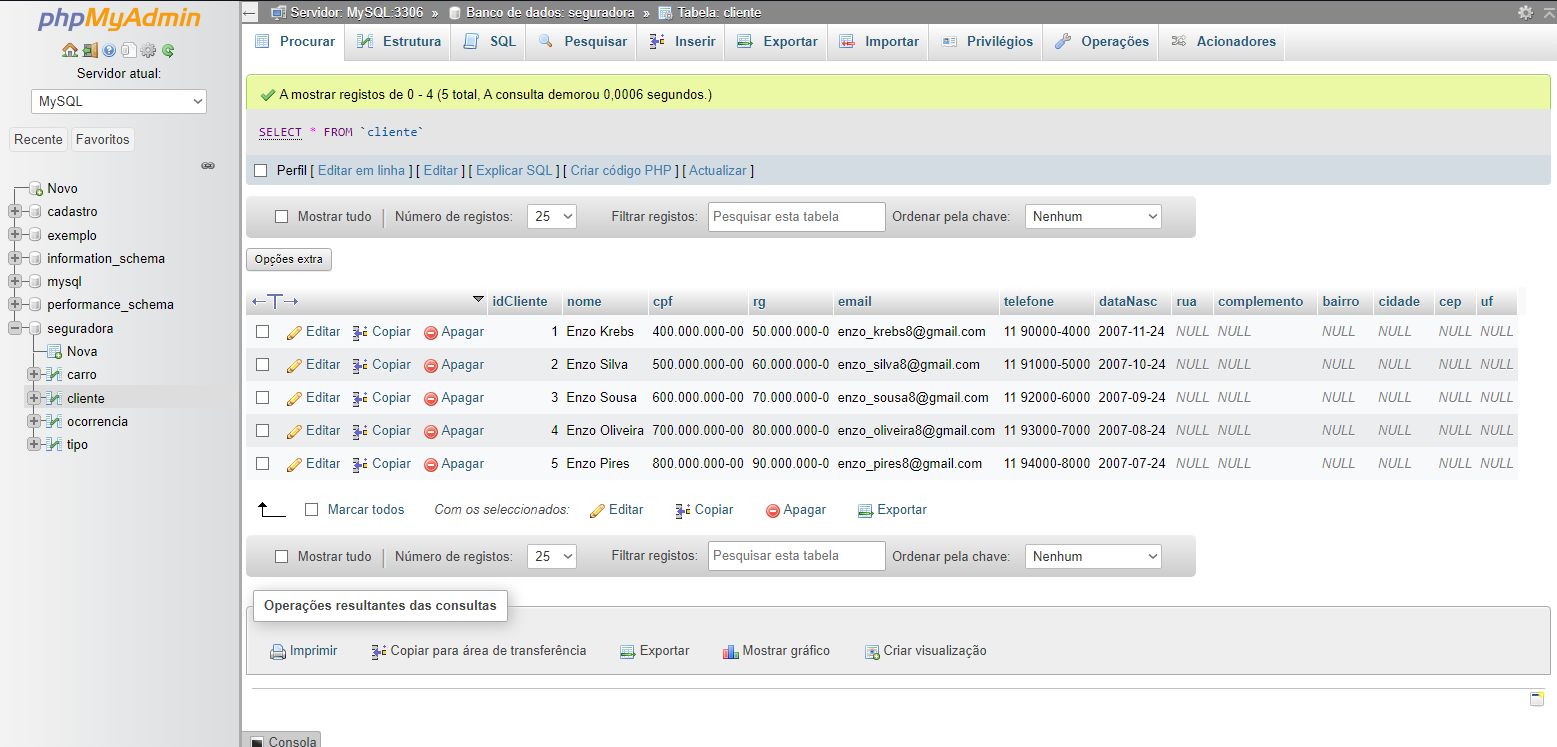 phpMyAdmin
Servidor atual:
MySQL
Recente Favoritos
Novo
cadastro
exemplo
information_schema
mysql
performance_schema
seguradora
Nova
carro
cliente
ocorrencia
tipo
Servidor: MySQL:3306 » Banco de dados: seguradora » Tabela: cliente
Procurar Estrutura SQL Pesquisar Inserir Exportar Importar Privilégios Operações Acionadores
A mostrar registos de 0 - 4 (5 total, A consulta demorou 0,0006 segundos.)
SELECT * FROM `cliente`
Perfil [ Editar em linha ] [ Editar ] [ Explicar SQL ] [ Criar código PHP ] [ Actualizar ]
Mostrar tudo | Número de registos: 25 Filtrar registos: Pesquisar esta tabela Ordenar pela chave: Nenhum
Opções extra
←T→ idCliente nome cpf rg email telefone dataNasc rua complemento bairro cidade cep uf
Editar Copiar Apagar 1 Enzo Krebs 400.000.000-00 50.000.000-0 enzo_krebs8@gmail.com 11 90000-4000 2007-11-24 NULL NULL NULL NULL NULL NULL
Editar Copiar Apagar 2 Enzo Silva 500.000.000-00 60.000.000-0 enzo_silva8@gmail.com 11 91000-5000 2007-10-24 NULL NULL NULL NULL NULL NULL
Editar Copiar Apagar 3 Enzo Sousa 600.000.000-00 70.000.000-0 enzo_sousa8@gmail.com 11 92000-6000 2007-09-24 NULL NULL NULL NULL NULL NULL
Editar Copiar Apagar 4 Enzo Oliveira 700.000.000-00 80.000.000-0 enzo_oliveira8@gmail.com 11 93000-7000 2007-08-24 NULL NULL NULL NULL NULL NULL
Editar Copiar Apagar 5 Enzo Pires 800.000.000-00 90.000.000-0 enzo_pires8@gmail.com 11 94000-8000 2007-07-24 NULL NULL NULL NULL NULL NULL
Marcar todos Com os seleccionados: Editar Copiar Apagar Exportar
Mostrar tudo | Número de registos: 25 Filtrar registos: Pesquisar esta tabela Ordenar pela chave: Nenhum
Operações resultantes das consultas
Imprimir Copiar para área de transferência Exportar Mostrar gráfico Criar visualização
Consola